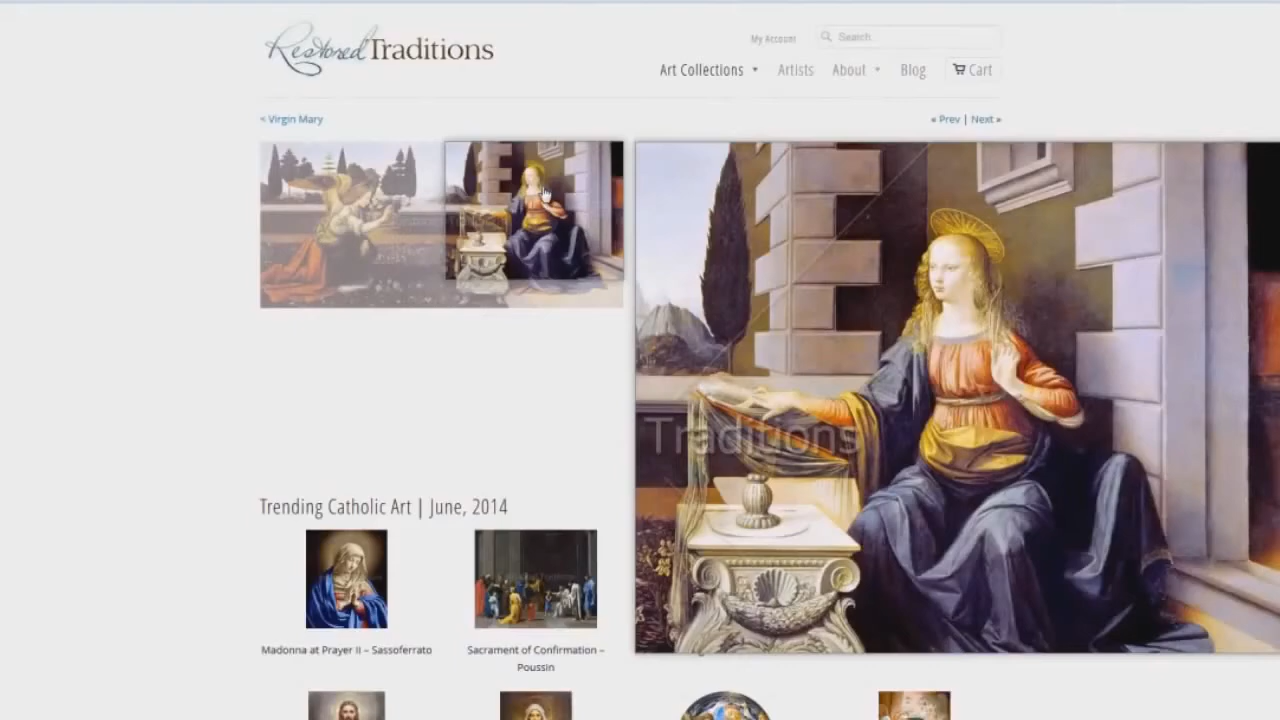 Restored Traditions
My Account
Search...
Art Collections
Artists
About
Blog
Cart
< Virgin Mary
« Prev | Next »
Traditions
Trending Catholic Art | June, 2014
Madonna at Prayer II – Sassoferrato
Sacrament of Confirmation –
Poussin